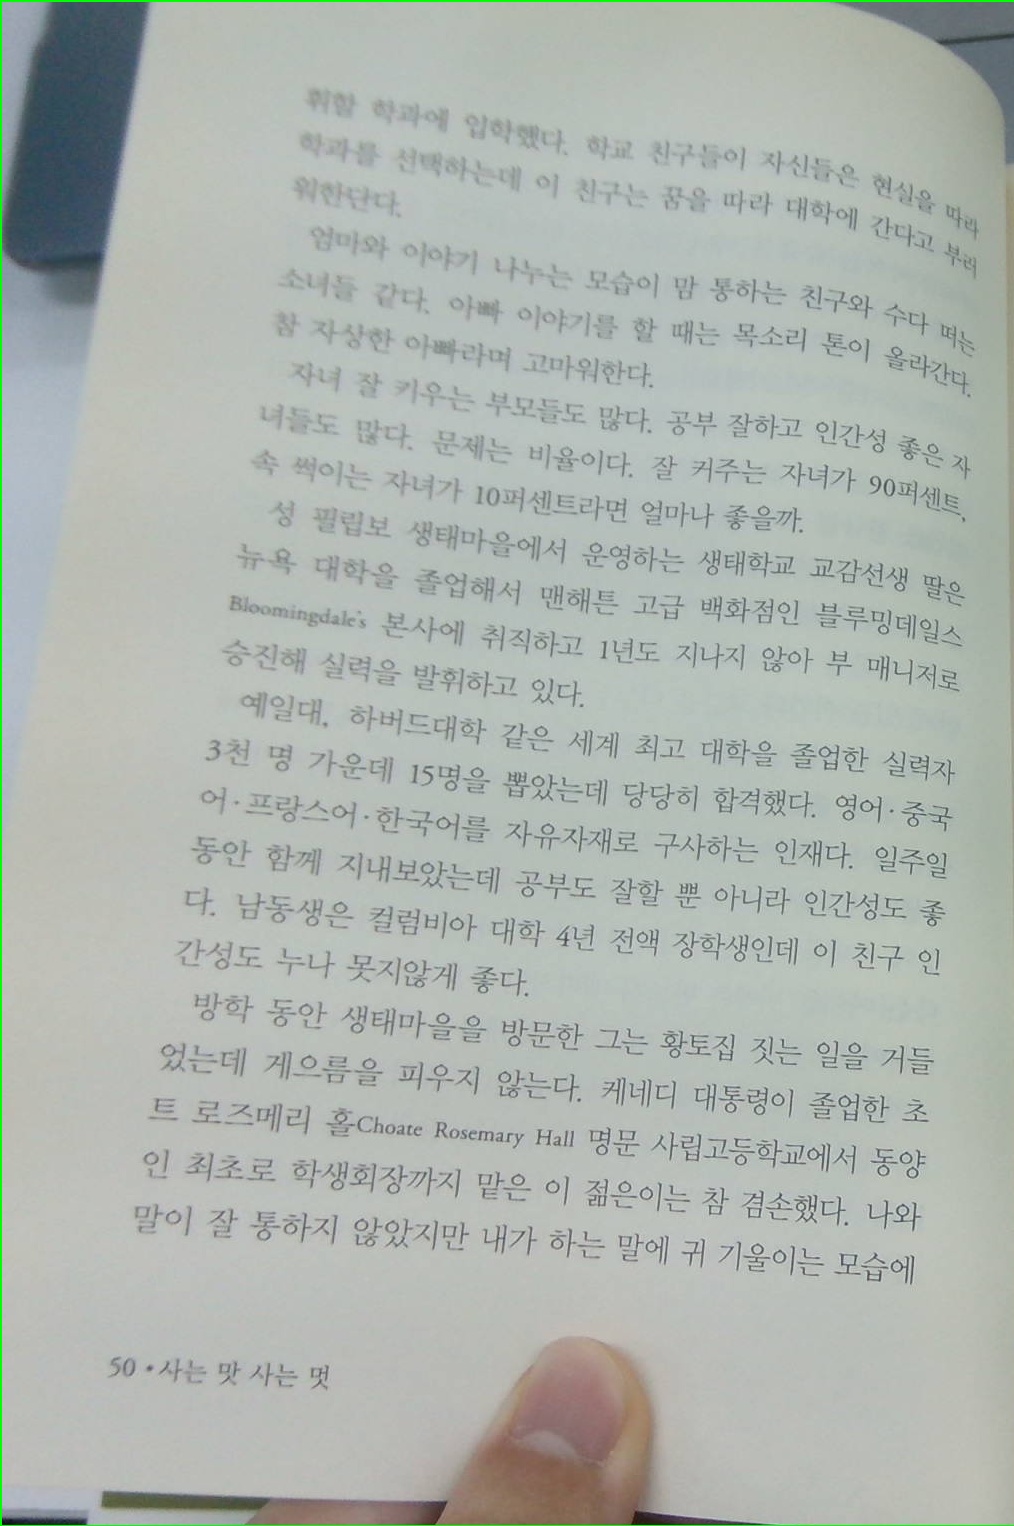 휘할 학과에 입학했다. 학교 친구들이 자신들은 현실을 따라
학과를 선택하는데 이 친구는 꿈을 따라 대학에 간다고 부러
워한단다.
엄마와 이야기 나누는 모습이 맘 통하는 친구와 수다 떠는
소녀들 같다. 아빠 이야기를 할 때는 목소리 톤이 올라간다.
참 자상한 아빠라며 고마워한다.
자녀 잘 키우는 부모들도 많다. 공부 잘하고 인간성 좋은 자
녀들도 많다. 문제는 비율이다. 잘 커주는 자녀가 90퍼센트,
속 썩이는 자녀가 10퍼센트라면 얼마나 좋을까.
성 필립보 생태마을에서 운영하는 생태학교 교감선생 딸은
뉴욕 대학을 졸업해서 맨해튼 고급 백화점인 블루밍데일스
Bloomingdale's 본사에 취직하고 1년도 지나지 않아 부 매니저로
승진해 실력을 발휘하고 있다.
예일대, 하버드대학 같은 세계 최고 대학을 졸업한 실력자
3천 명 가운데 15명을 뽑았는데 당당히 합격했다. 영어·중국
어·프랑스어·한국어를 자유자재로 구사하는 인재다. 일주일
동안 함께 지내보았는데 공부도 잘할 뿐 아니라 인간성도 좋
다. 남동생은 컬럼비아 대학 4년 전액 장학생인데 이 친구 인
간성도 누나 못지않게 좋다.
방학 동안 생태마을을 방문한 그는 황토집 짓는 일을 거들
었는데 게으름을 피우지 않는다. 케네디 대통령이 졸업한 초
트 로즈메리 홀Choate Rosemary Hall 명문 사립고등학교에서 동양
인 최초로 학생회장까지 맡은 이 젊은이는 참 겸손했다. 나와
말이 잘 통하지 않았지만 내가 하는 말에 귀 기울이는 모습에
50 • 사는 맛 사는 멋